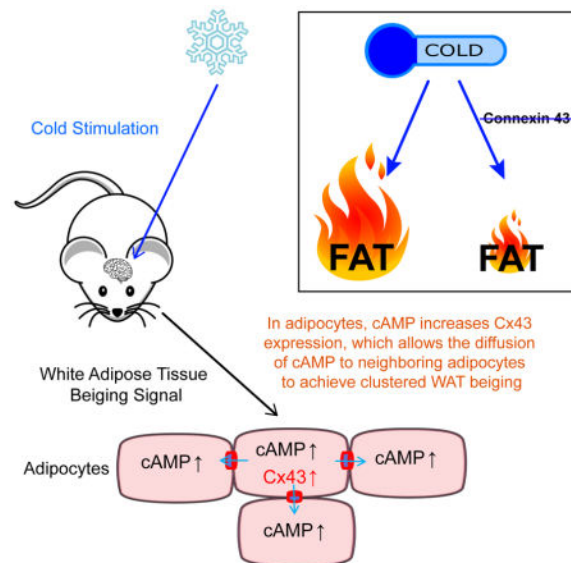 COLD
Cold Stimulation
Connexin 43
FAT
FAT
In adipocytes, cAMP increases Cx43
expression, which allows the diffusion
of cAMP to neighboring adipocytes
to achieve clustered WAT beiging
White Adipose Tissue
Beiging Signal
Adipocytes
cAMP↑
cAMP↑
Cx43↑
cAMP↑
cAMP↑